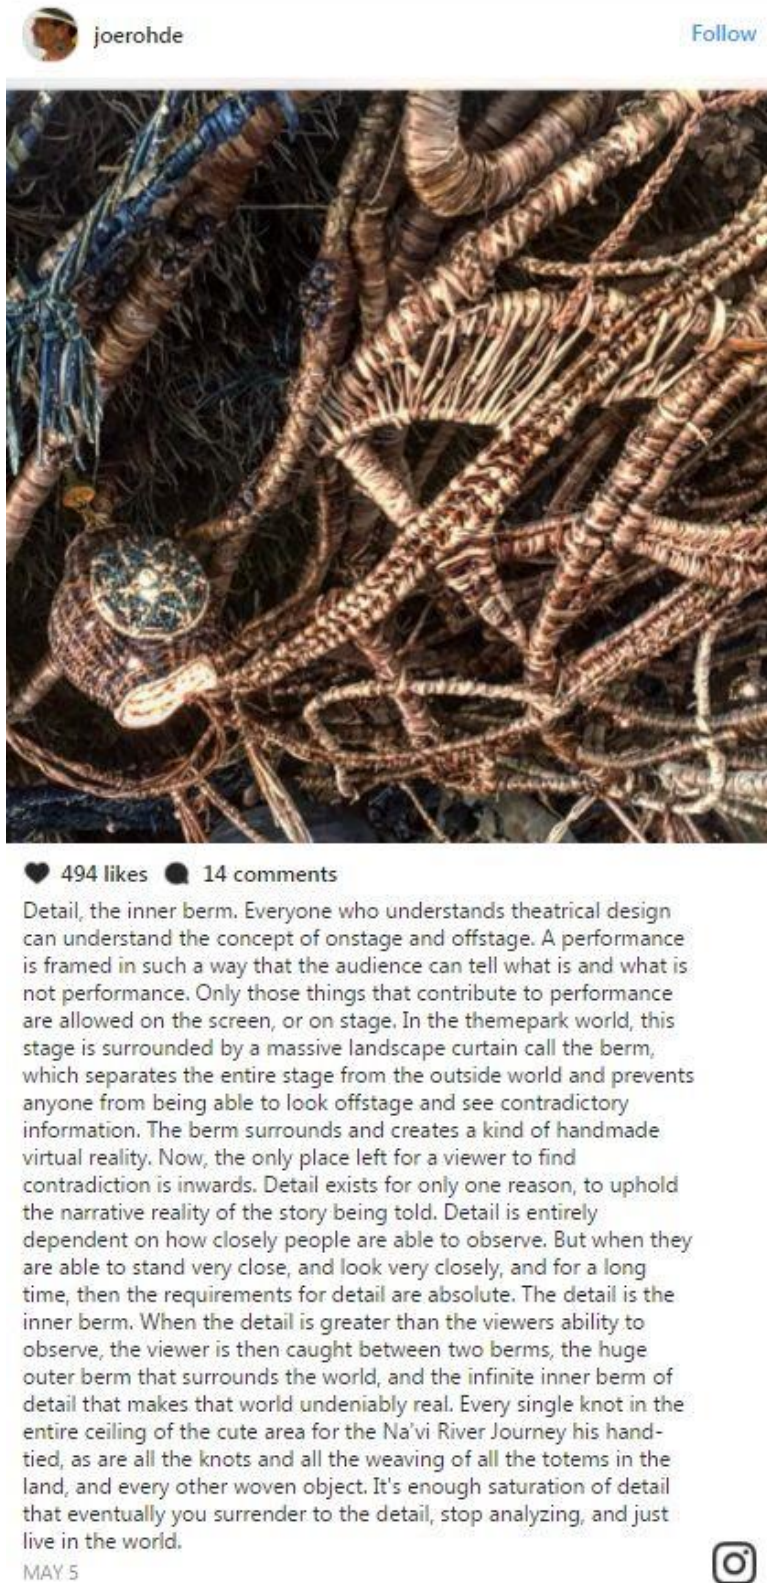 joerohde
Follow
494 likes 14 comments
Detail, the inner berm. Everyone who understands theatrical design
can understand the concept of onstage and offstage. A performance
is framed in such a way that the audience can tell what is and what is
not performance. Only those things that contribute to performance
are allowed on the screen, or on stage. In the themepark world, this
stage is surrounded by a massive landscape curtain call the berm,
which separates the entire stage from the outside world and prevents
anyone from being able to look offstage and see contradictory
information. The berm surrounds and creates a kind of handmade
virtual reality. Now, the only place left for a viewer to find
contradiction is inwards. Detail exists for only one reason, to uphold
the narrative reality of the story being told. Detail is entirely
dependent on how closely people are able to observe. But when they
are able to stand very close, and look very closely, and for a long
time, then the requirements for detail are absolute. The detail is the
inner berm. When the detail is greater than the viewers ability to
observe, the viewer is then caught between two berms, the huge
outer berm that surrounds the world, and the infinite inner berm of
detail that makes that world undeniably real. Every single knot in the
entire ceiling of the cute area for the Na'vi River Journey his hand-
tied, as are all the knots and all the weaving of all the totems in the
land, and every other woven object. It's enough saturation of detail
that eventually you surrender to the detail, stop analyzing, and just
live in the world.
MAY 5